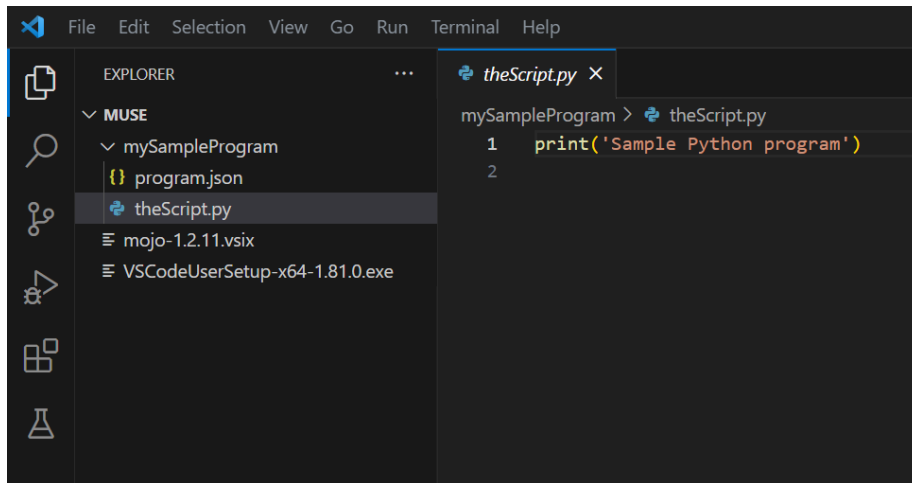 File Edit Selection View Go Run Terminal Help
EXPLORER ...
MUSE
mySampleProgram
{} program.json
theScript.py
mojo-1.2.11.vsix
VSCodeUserSetup-x64-1.81.0.exe
theScript.py
mySampleProgram > theScript.py
1 print('Sample Python program')
2